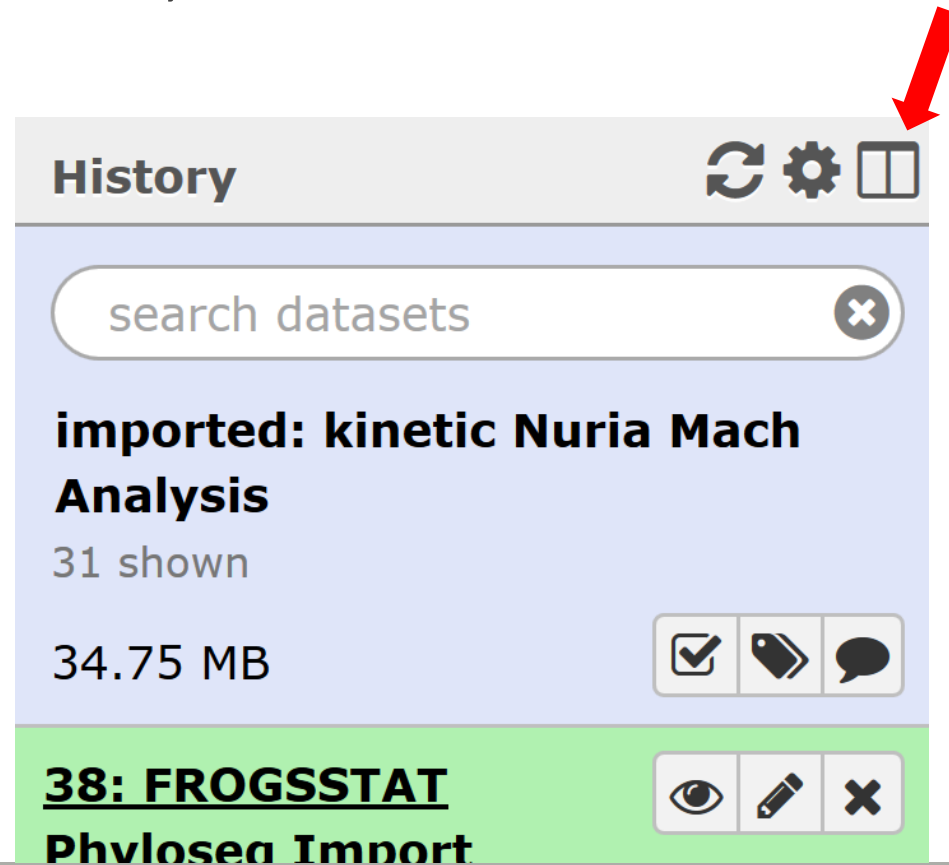 History
search datasets
imported: kinetic Nuria Mach
Analysis
31 shown
34.75 MB
38: FROGSSTAT
Phyloseq Import